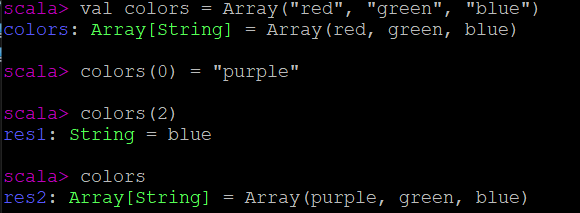 scala> val colors = Array("red", "green", "blue")
colors: Array[String] = Array(red, green, blue)
scala> colors(0) = "purple"
scala> colors(2)
res1: String = blue
scala> colors
res2: Array[String] = Array(purple, green, blue)